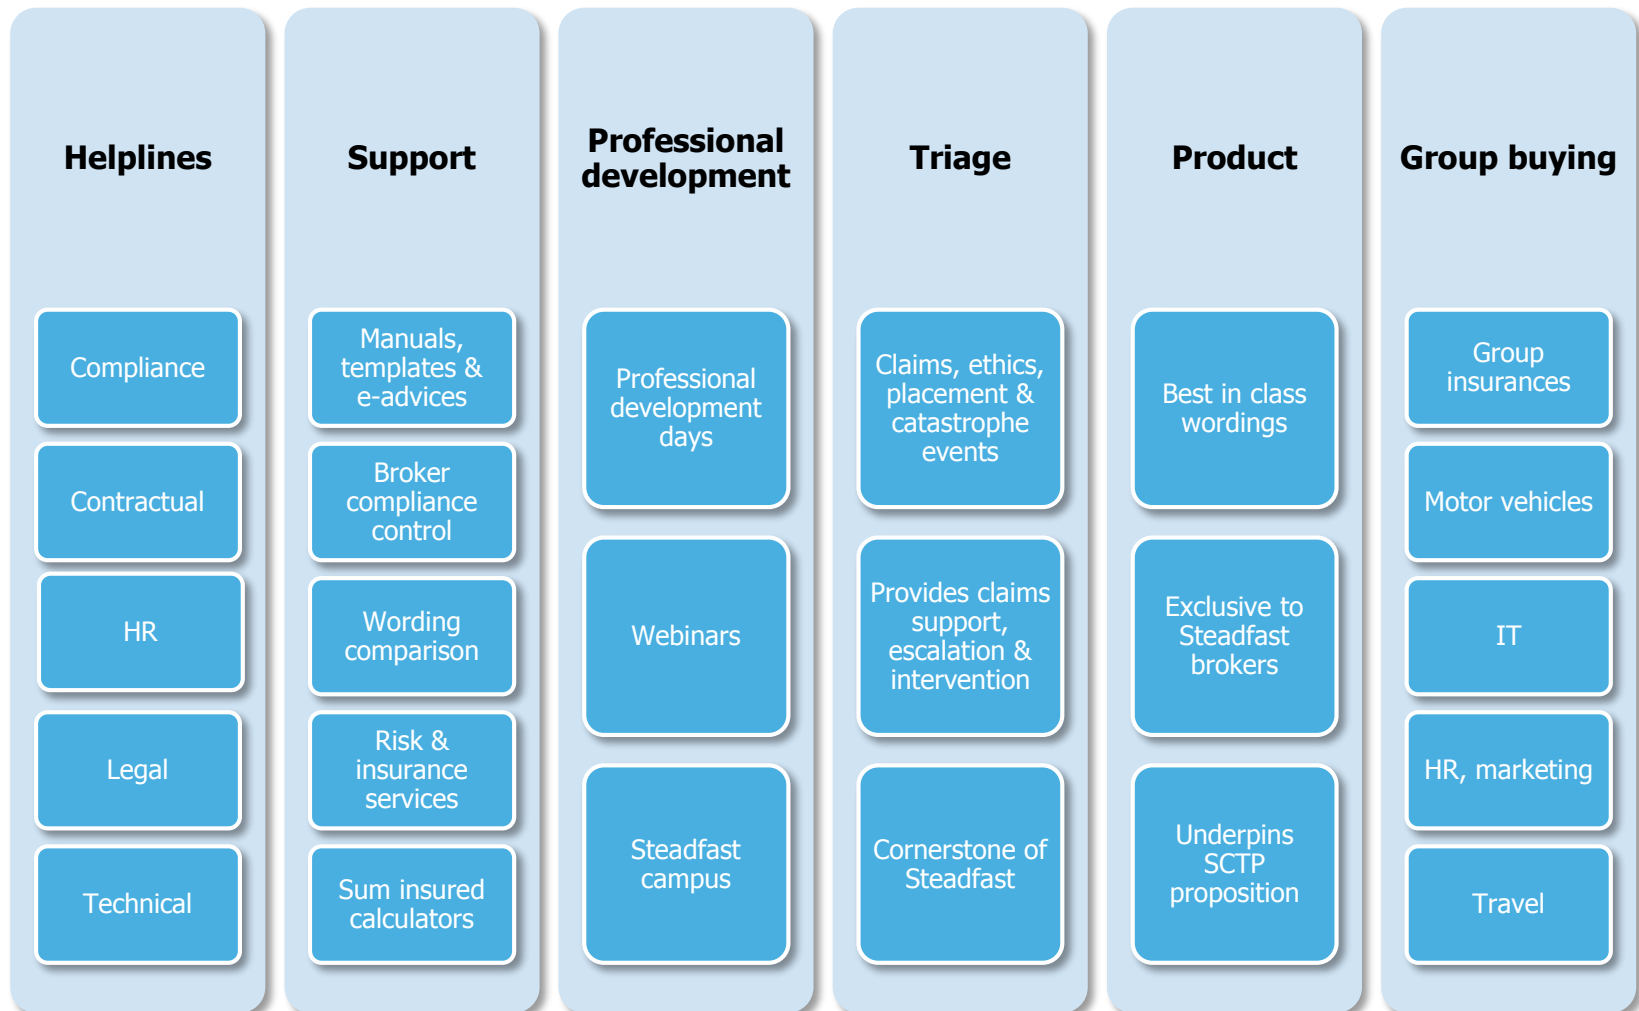 Helplines
Compliance
Contractual
HR
Legal
Technical
Support
Manuals,
templates &
e-advices
Broker
compliance
control
Wording
comparison
Risk &
insurance
services
Sum insured
calculators
Professional
development
Professional
development
days
Webinars
Steadfast
campus
Triage
Claims, ethics,
placement &
catastrophe
events
Provides claims
support,
escalation &
intervention
Cornerstone of
Steadfast
Product
Best in class
wordings
Exclusive to
Steadfast
brokers
Underpins
SCTP
proposition
Group buying
Group
insurances
Motor vehicles
IT
HR, marketing
Travel